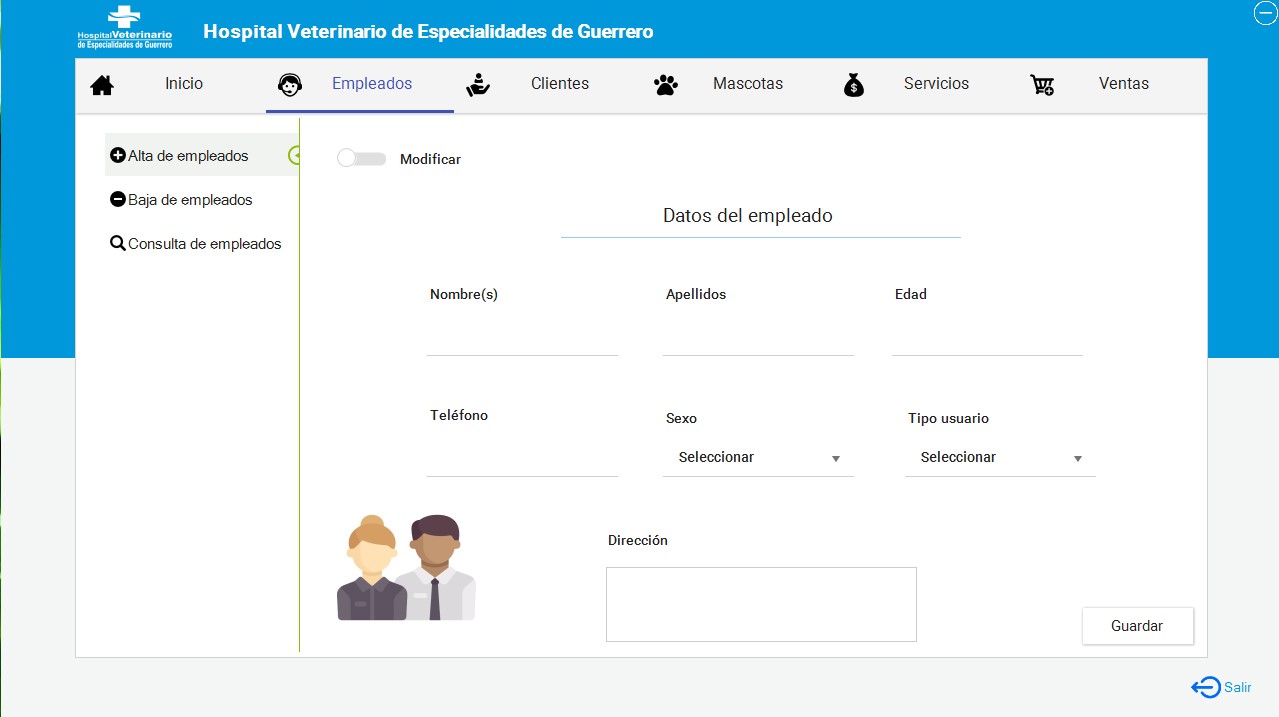 HospitalVeterinario
de Especialidades de Guerrero
Hospital Veterinario de Especialidades de Guerrero
Inicio
Empleados
Clientes
Mascotas
$
Servicios
Ventas
Alta de empleados
Baja de empleados
Consulta de empleados
Modificar
Datos del empleado
Nombre(s)
Apellidos
Edad
Teléfono
Sexo
Tipo usuario
Seleccionar
Seleccionar
Dirección
Guardar
Salir